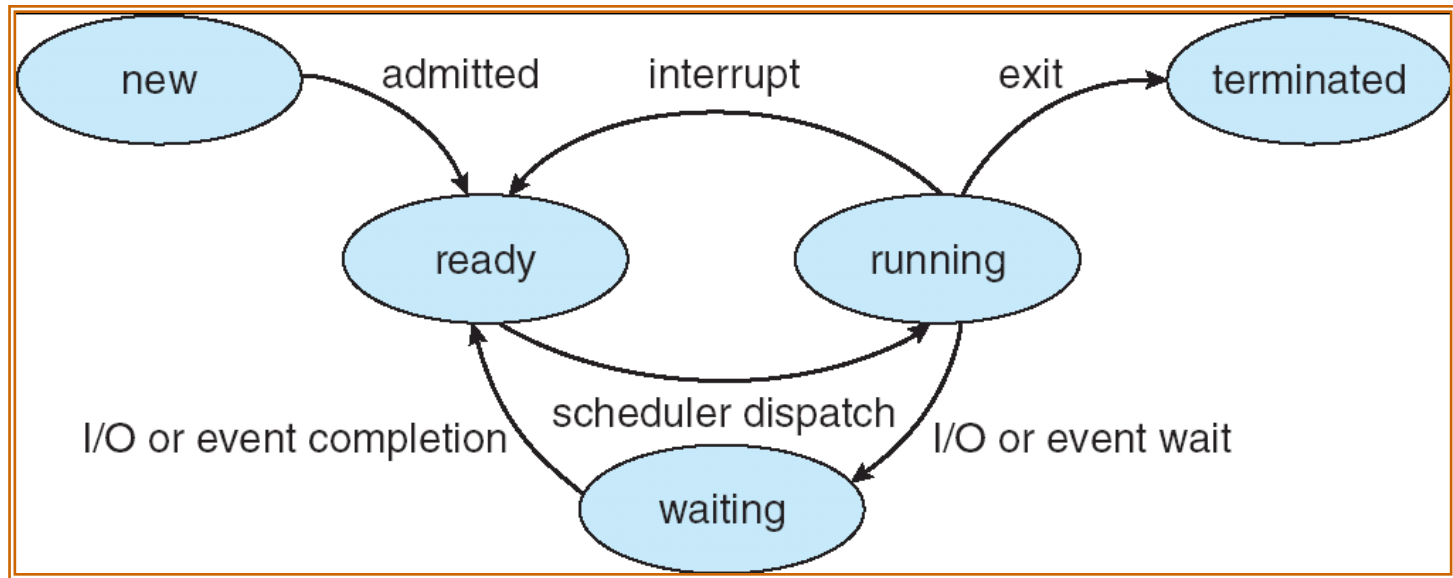 new
admitted
interrupt
exit
terminated
ready
running
scheduler dispatch
I/O or event completion
I/O or event wait
waiting